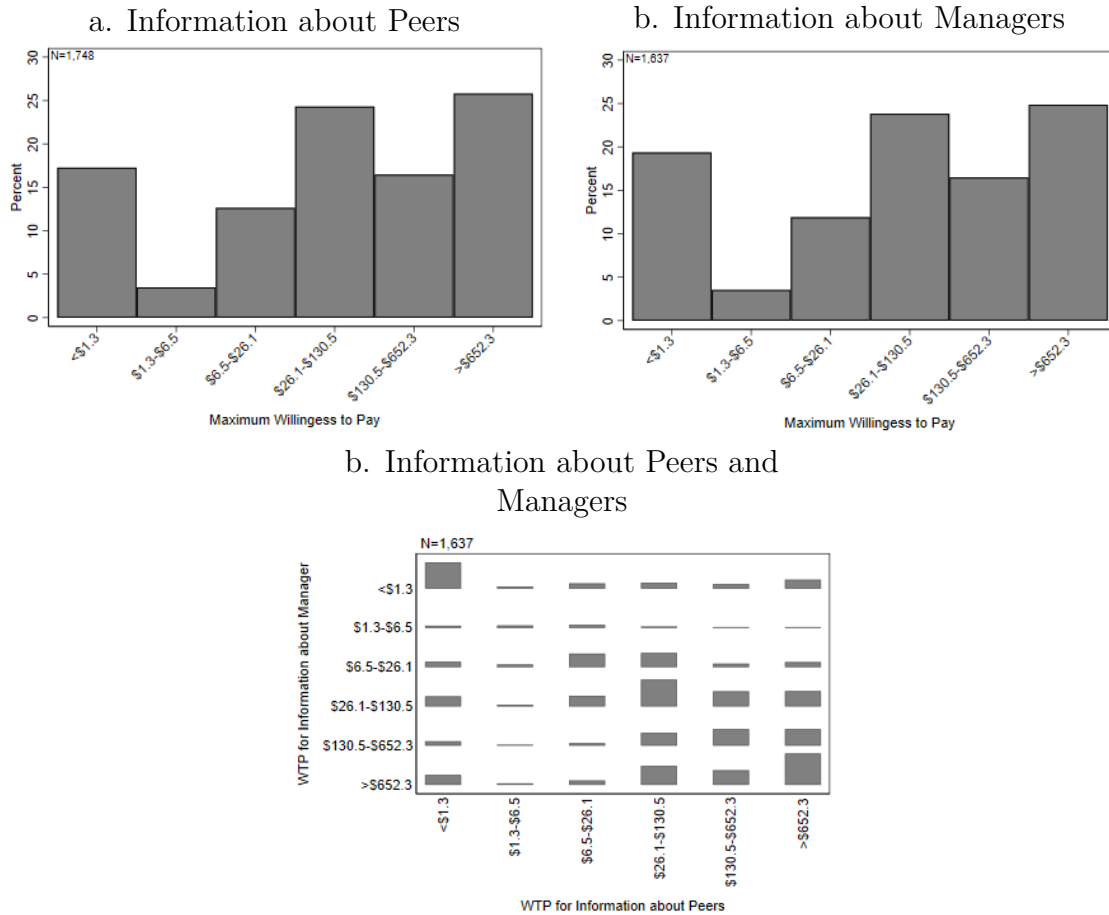 a. Information about Peers
N=1,748
30
25
20
15
10
5
0
Percent
<$1.3
$1.3-$6.5
$6.5-$26.1
$26.1-$130.5
$130.5-$652.3
>$652.3
Maximum Willingess to Pay
b. Information about Managers
N=1,637
30
25
20
15
10
5
0
Percent
<$1.3
$1.3-$6.5
$6.5-$26.1
$26.1-$130.5
$130.5-$652.3
>$652.3
Maximum Willingess to Pay
b. Information about Peers and
Managers
N=1,637
WTP for Information about Manager
<$1.3
$1.3-$6.5
$6.5-$26.1
$26.1-$130.5
$130.5-$652.3
>$652.3
<$1.3
$1.3-$6.5
$6.5-$26.1
$26.1-$130.5
$130.5-$652.3
>$652.3
WTP for Information about Peers